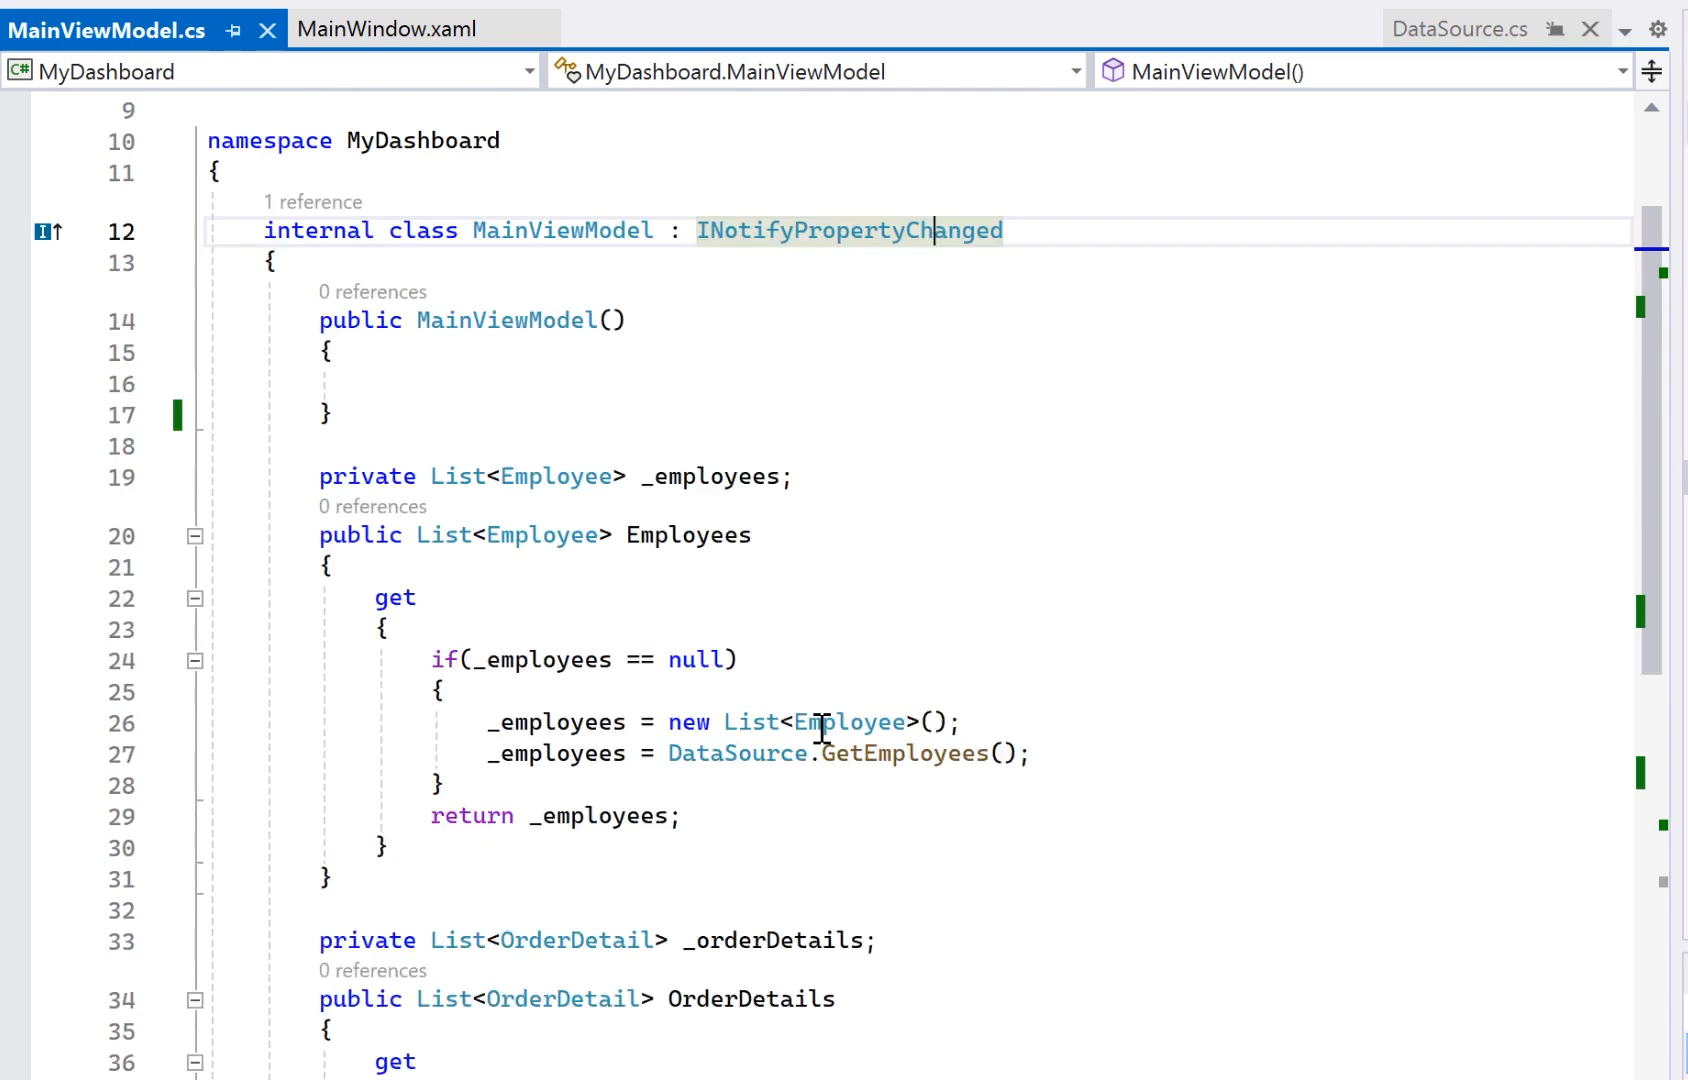 MainViewModel.cs MainWindow.xaml DataSource.cs
C# MyDashboard MyDashboard.MainViewModel MainViewModel()
9
10 namespace MyDashboard
11 {
1 reference
12 internal class MainViewModel : INotifyPropertyChanged
13 {
0 references
14 public MainViewModel()
15 {
16
17 }
18
19 private List<Employee> _employees;
0 references
20 public List<Employee> Employees
21 {
22 get
23 {
24 if(_employees == null)
25 {
26 _employees = new List<Employee>();
27 _employees = DataSource.GetEmployees();
28 }
29 return _employees;
30 }
31 }
32
33 private List<OrderDetail> _orderDetails;
0 references
34 public List<OrderDetail> OrderDetails
35 {
36 get